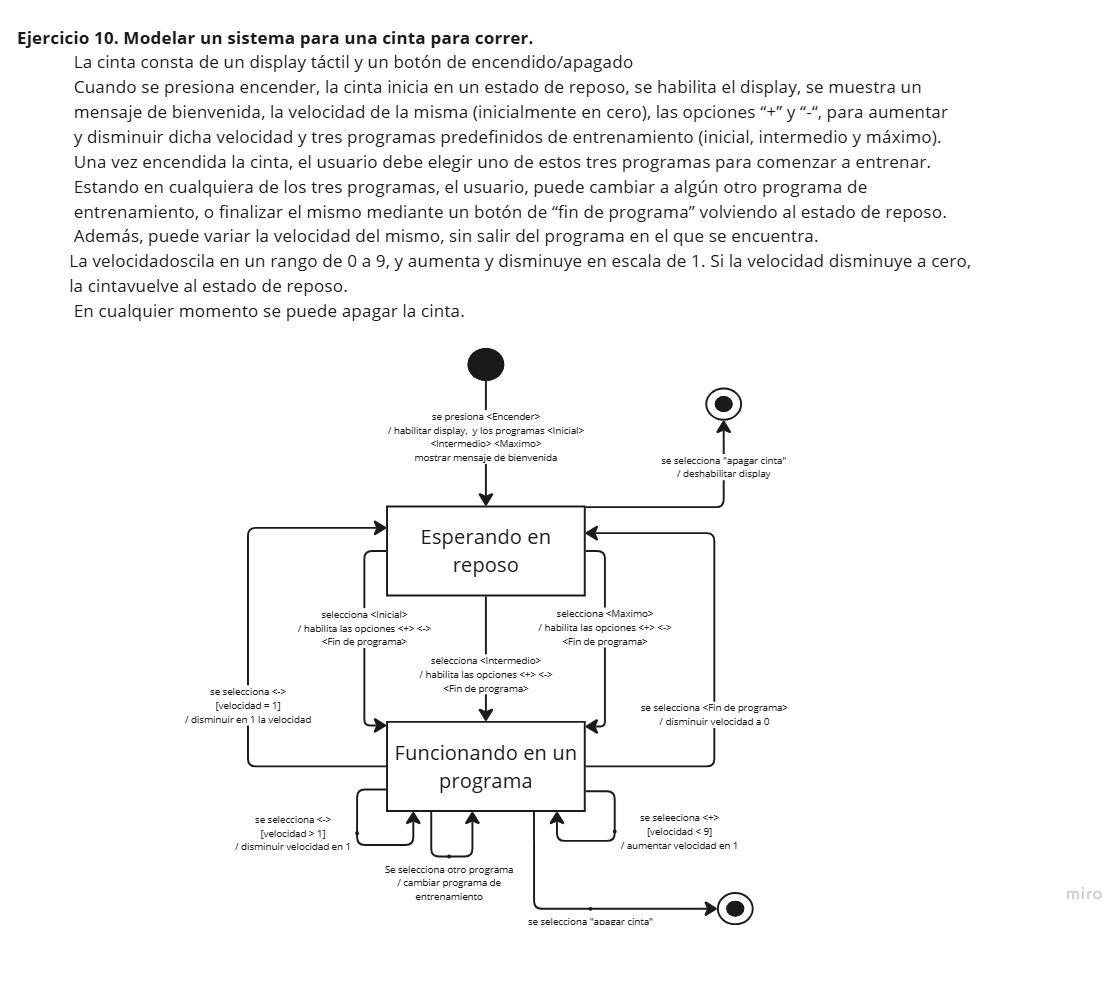 Ejercicio 10. Modelar un sistema para una cinta para correr.
La cinta consta de un display táctil y un botón de encendido/apagado
Cuando se presiona encender, la cinta inicia en un estado de reposo, se habilita el display, se muestra un
mensaje de bienvenida, la velocidad de la misma (inicialmente en cero), las opciones “+” y “-“, para aumentar
y disminuir dicha velocidad y tres programas predefinidos de entrenamiento (inicial, intermedio y máximo).
Una vez encendida la cinta, el usuario debe elegir uno de estos tres programas para comenzar a entrenar.
Estando en cualquiera de los tres programas, el usuario, puede cambiar a algún otro programa de
entrenamiento, o finalizar el mismo mediante un botón de “fin de programa” volviendo al estado de reposo.
Además, puede variar la velocidad del mismo, sin salir del programa en el que se encuentra.
La velocidadoscila en un rango de 0 a 9, y aumenta y disminuye en escala de 1. Si la velocidad disminuye a cero,
la cintavuelve al estado de reposo.
En cualquier momento se puede apagar la cinta.
se presiona <Encender>
/ habilitar display, y los programas <Inicial>
<Intermedio> <Maximo>
mostrar mensaje de bienvenida
se selecciona "apagar cinta"
/ deshabilitar display
Esperando en
reposo
selecciona <Inicial>
/ habilita las opciones <+> <->
<Fin de programa>
selecciona <Maximo>
/ habilita las opciones <+> <->
<Fin de programa>
selecciona <Intermedio>
/ habilita las opciones <+> <->
<Fin de programa>
se selecciona <->
[velocidad = 1]
/ disminuir en 1 la velocidad
se selecciona <Fin de programa>
/ disminuir velocidad a 0
Funcionando en un
programa
se selecciona <->
[velocidad > 1]
/ disminuir velocidad en 1
se seleeciona <+>
[velocidad < 9]
/ aumentar velocidad en 1
Se selecciona otro programa
/ cambiar programa de
entrenamiento
se selecciona "apagar cinta"
miro